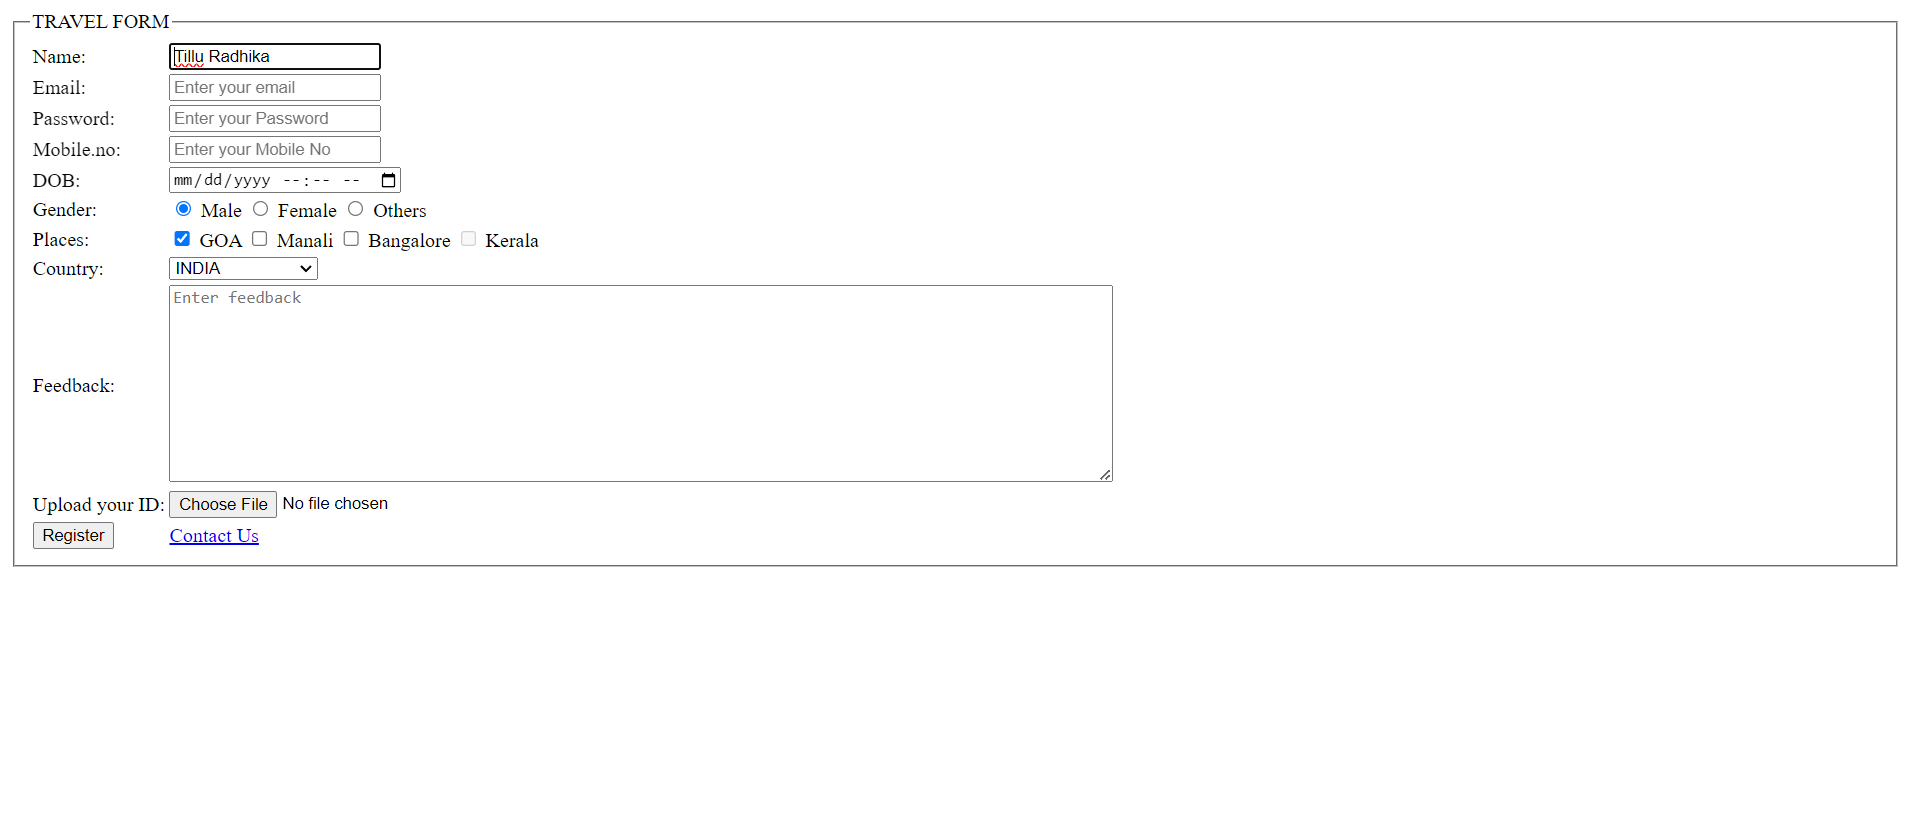 TRAVEL FORM
Name: Tillu Radhika
Email: Enter your email
Password: Enter your Password
Mobile.no: Enter your Mobile No
DOB: mm/dd/yyyy --:-- --
Gender: Male Female Others
Places: GOA Manali Bangalore Kerala
Country: INDIA
Enter feedback
Feedback:
Upload your ID: Choose File No file chosen
Register Contact Us